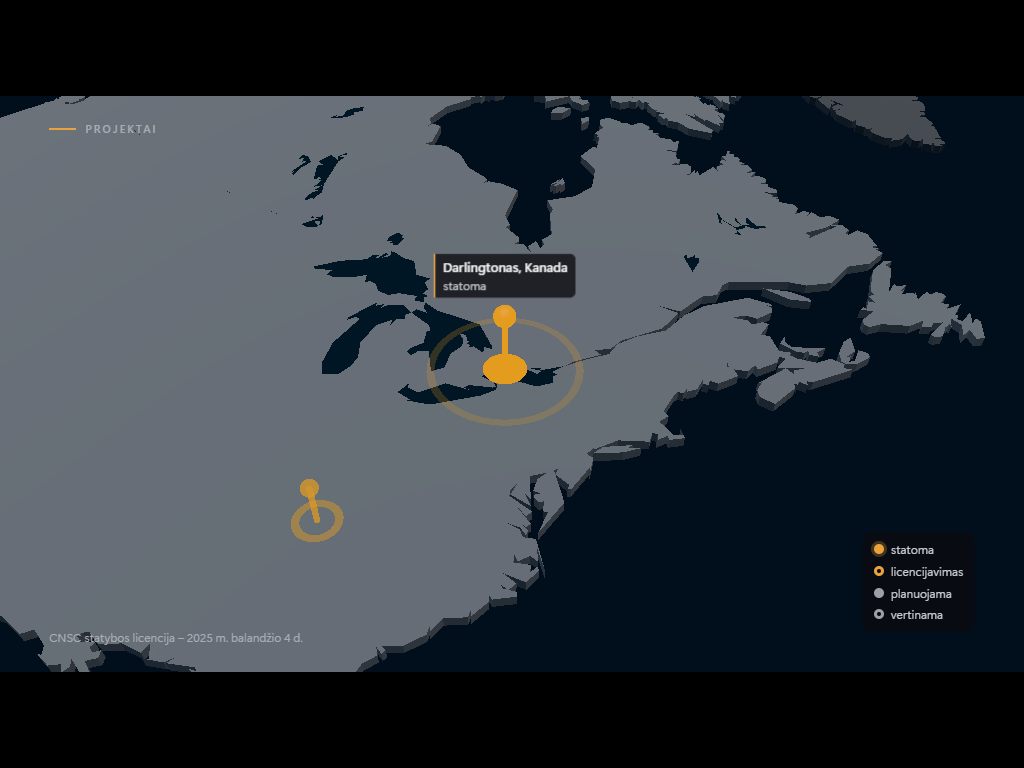 PROJEKTAI
Darlingtonas, Kanada
statoma
statoma
licencijavimas
planuojama
vertinama
CNSC statybos licencija – 2025 m. balandžio 4 d.